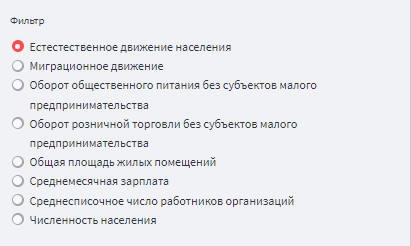 Фильтр
Естестественное движение населения
Миграционное движение
Оборот общественного питания без субъектов малого
предпринимательства
Оборот розничной торговли без субъектов малого
предпринимательства
Общая площадь жилых помещений
Среднемесячная зарплата
Среднесписочное число работников организаций
Численность населения